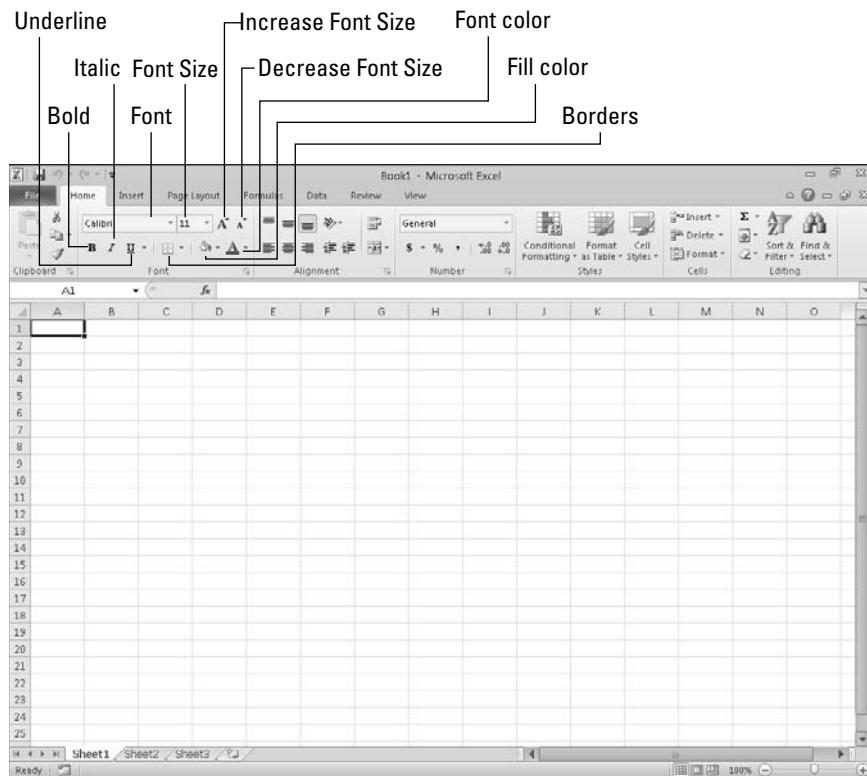 Underline Increase Font Size Font color
Italic Font Size Decrease Font Size Fill color
Bold Font Borders
Book1 - Microsoft Excel
File Home Insert Page Layout Formulas Data Review View
Calibri 11 A A General Insert Σ
Paste B I U A $ % , .0 .00 Conditional Format Cell Delete Sort & Find &
Formatting as Table Styles Format Filter Select
Clipboard Font Alignment Number Styles Cells Editing
A1 fx
A B C D E F G H I J K L M N O
1
2
3
4
5
6
7
8
9
10
11
12
13
14
15
16
17
18
19
20
21
22
23
24
25
Sheet1 Sheet2 Sheet3
Ready 100%